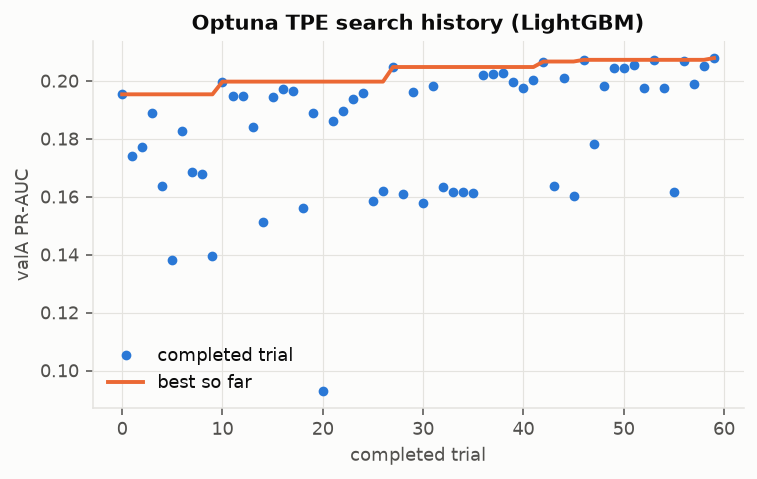 Optuna TPE search history (LightGBM)
valA PR-AUC
0.20
0.18
0.16
0.14
0.12
0.10
completed trial
best so far
0 10 20 30 40 50 60
completed trial